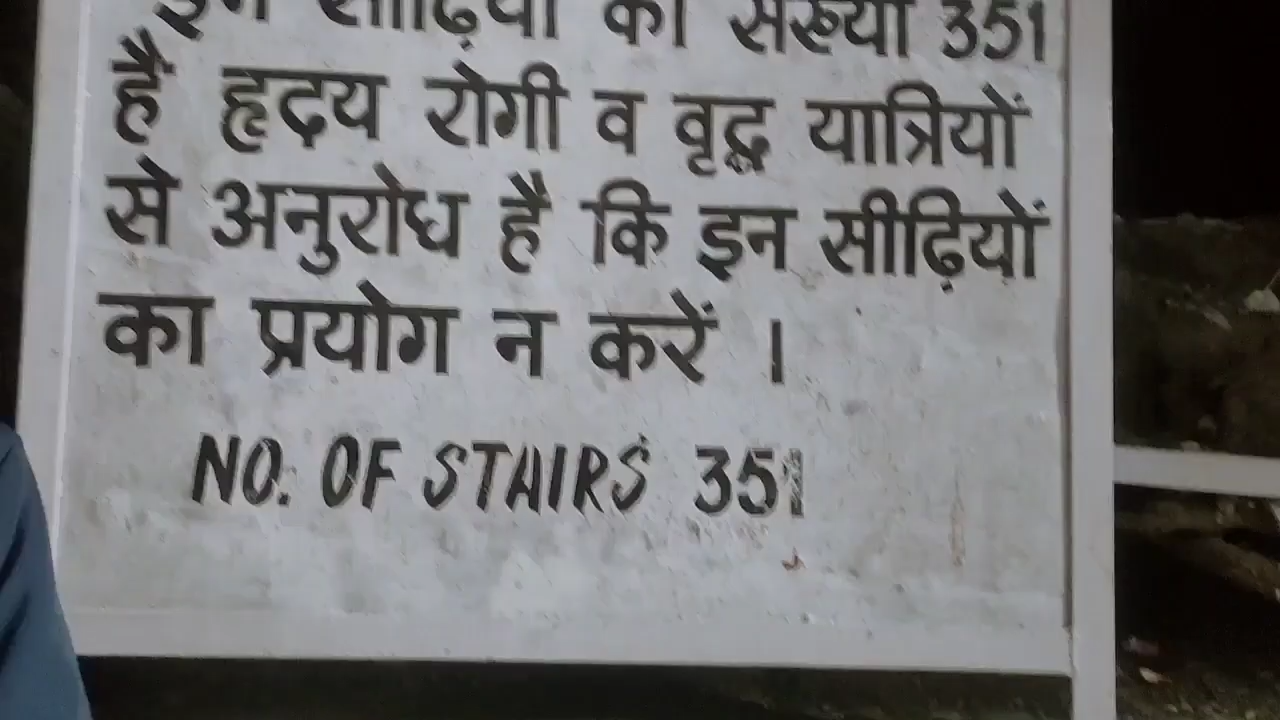 इन सीढ़ियों की संख्या 351
है हृदय रोगी व वृद्ध यात्रियों
से अनुरोध है कि इन सीढ़ियों
का प्रयोग न करें ।
NO. OF STAIRS 351